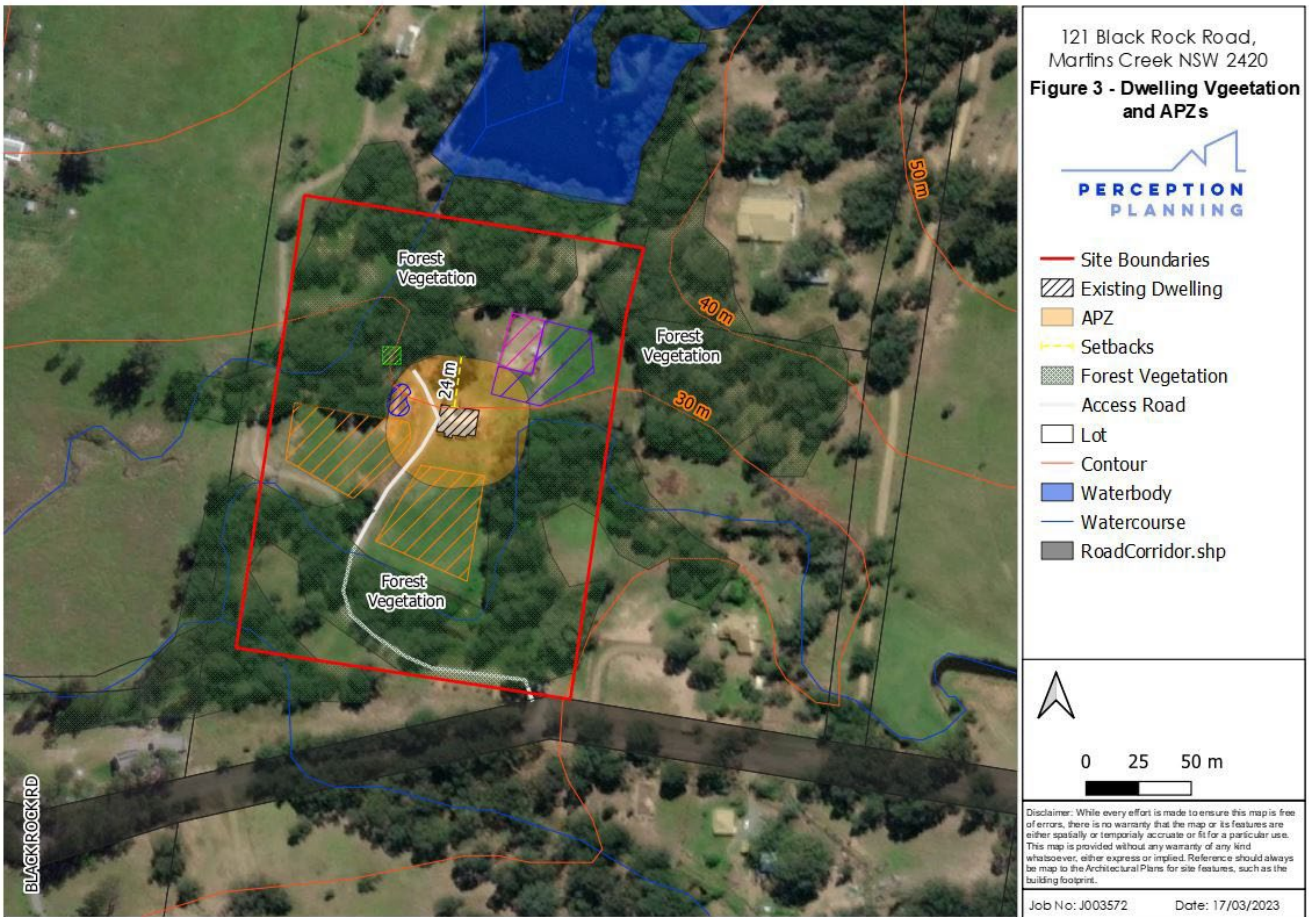 121 Black Rock Road,
Martins Creek NSW 2420
Figure 3 - Dwelling Vgeetation
and APZs
PERCEPTION
PLANNING
Site Boundaries
Existing Dwelling
APZ
Setbacks
Forest Vegetation
Access Road
Lot
Contour
Waterbody
Watercourse
RoadCorridor.shp
0 25 50 m
Disclaimer: While every effort is made to ensure this map is free
of errors, there is no warranty that the map or its features are
either spatially or temporialy accruate or fit for a particular use.
This map is provided without any warranty of any kind
whatsoever, either express or implied. Reference should always
be map to the Architectural Plans for site features, such as the
building footprint.
Job No: J003572 Date: 17/03/2023
50 m
Forest
Vegetation
40 m
Forest
Vegetation
24 m
30 m
Forest
Vegetation
BLACK ROCK RD